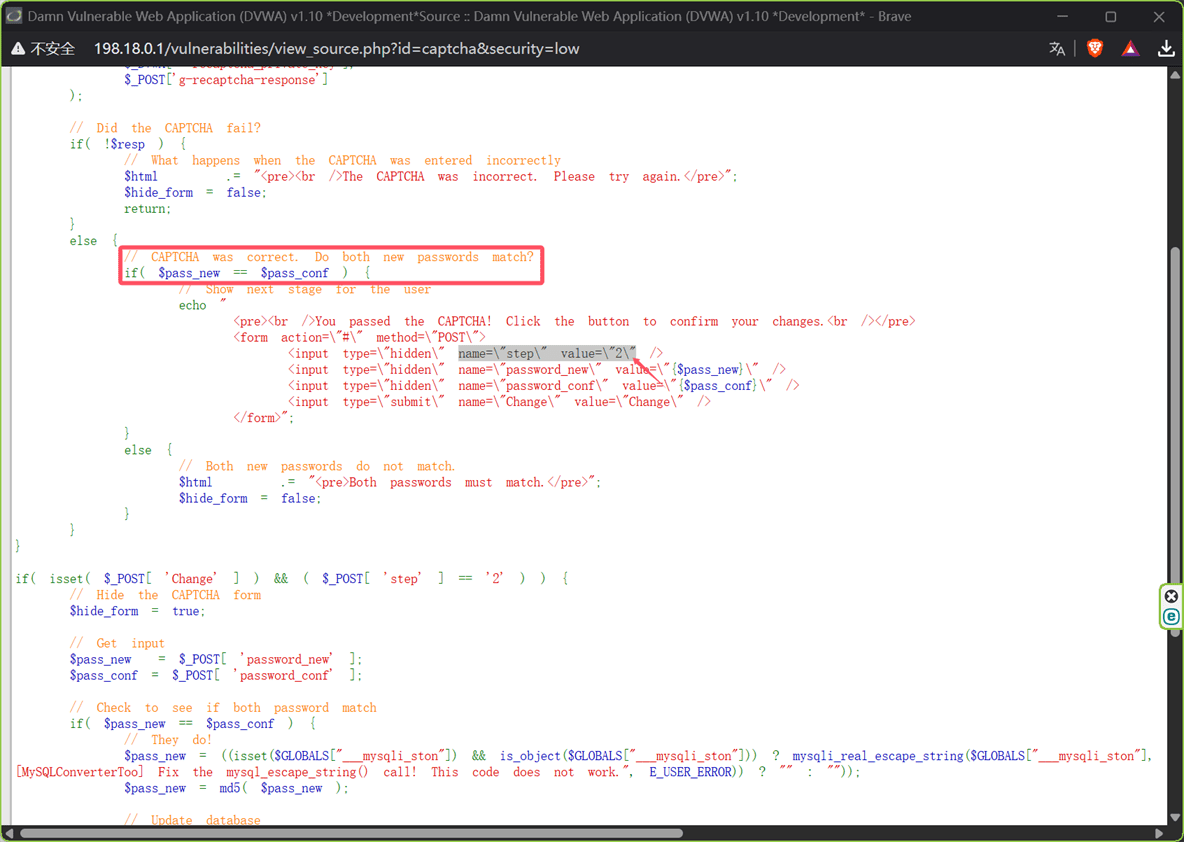 Damn Vulnerable Web Application (DVWA) v1.10 *Development*Source :: Damn Vulnerable Web Application (DVWA) v1.10 *Development* - Brave
不安全 198.18.0.1/vulnerabilities/view_source.php?id=captcha&security=low
$_POST['g-recaptcha-response']
);
// Did the CAPTCHA fail?
if( !$resp ) {
// What happens when the CAPTCHA was entered incorrectly
$html .= "<pre><br />The CAPTCHA was incorrect. Please try again.</pre>";
$hide_form = false;
return;
}
else {
// CAPTCHA was correct. Do both new passwords match?
if( $pass_new == $pass_conf ) {
// Show next stage for the user
echo "
<pre><br />You passed the CAPTCHA! Click the button to confirm your changes.<br /></pre>
<form action=\"#\" method=\"POST\">
<input type=\"hidden\" name=\"step\" value=\"2\" />
<input type=\"hidden\" name=\"password_new\" value=\"{$pass_new}\" />
<input type=\"hidden\" name=\"password_conf\" value=\"{$pass_conf}\" />
<input type=\"submit\" name=\"Change\" value=\"Change\" />
</form>";
}
else {
// Both new passwords do not match.
$html .= "<pre>Both passwords must match.</pre>";
$hide_form = false;
}
}
}
if( isset( $_POST[ 'Change' ] ) && ( $_POST[ 'step' ] == '2' ) ) {
// Hide the CAPTCHA form
$hide_form = true;
// Get input
$pass_new = $_POST[ 'password_new' ];
$pass_conf = $_POST[ 'password_conf' ];
// Check to see if both password match
if( $pass_new == $pass_conf ) {
// They do!
$pass_new = ((isset($GLOBALS["___mysqli_ston"]) && is_object($GLOBALS["___mysqli_ston"])) ? mysqli_real_escape_string($GLOBALS["___mysqli_ston"],
[MySQLConverterToo] Fix the mysql_escape_string() call! This code does not work.", E_USER_ERROR)) ? "" : ""));
$pass_new = md5( $pass_new );
// Update database